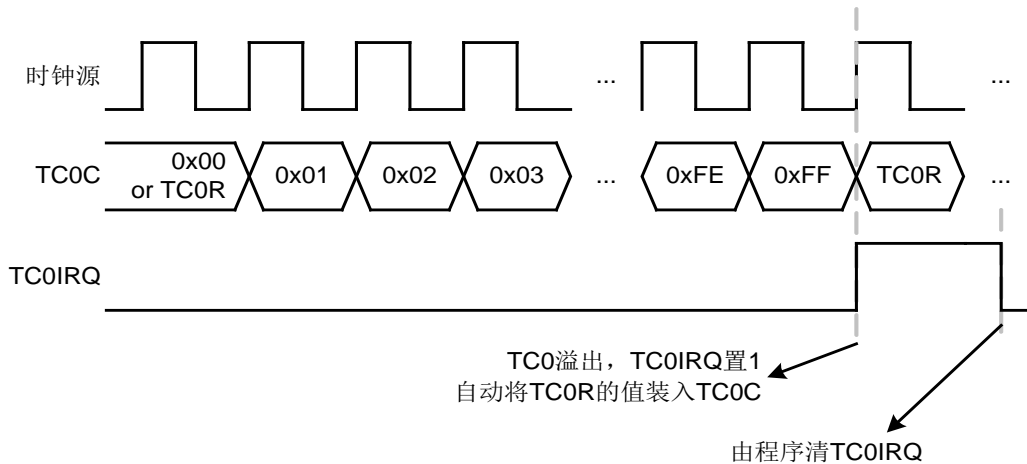 时钟源
...
...
TC0C
0x00
or TC0R
0x01
0x02
0x03
...
0xFE
0xFF
TC0R
...
TC0IRQ
TC0溢出，TC0IRQ置1
自动将TC0R的值装入TC0C
由程序清TC0IRQ